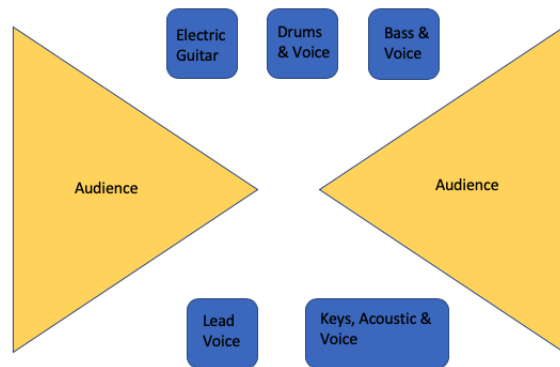 Electric
Guitar
Drums
& Voice
Bass &
Voice
Audience
Audience
Lead
Voice
Keys, Acoustic &
Voice